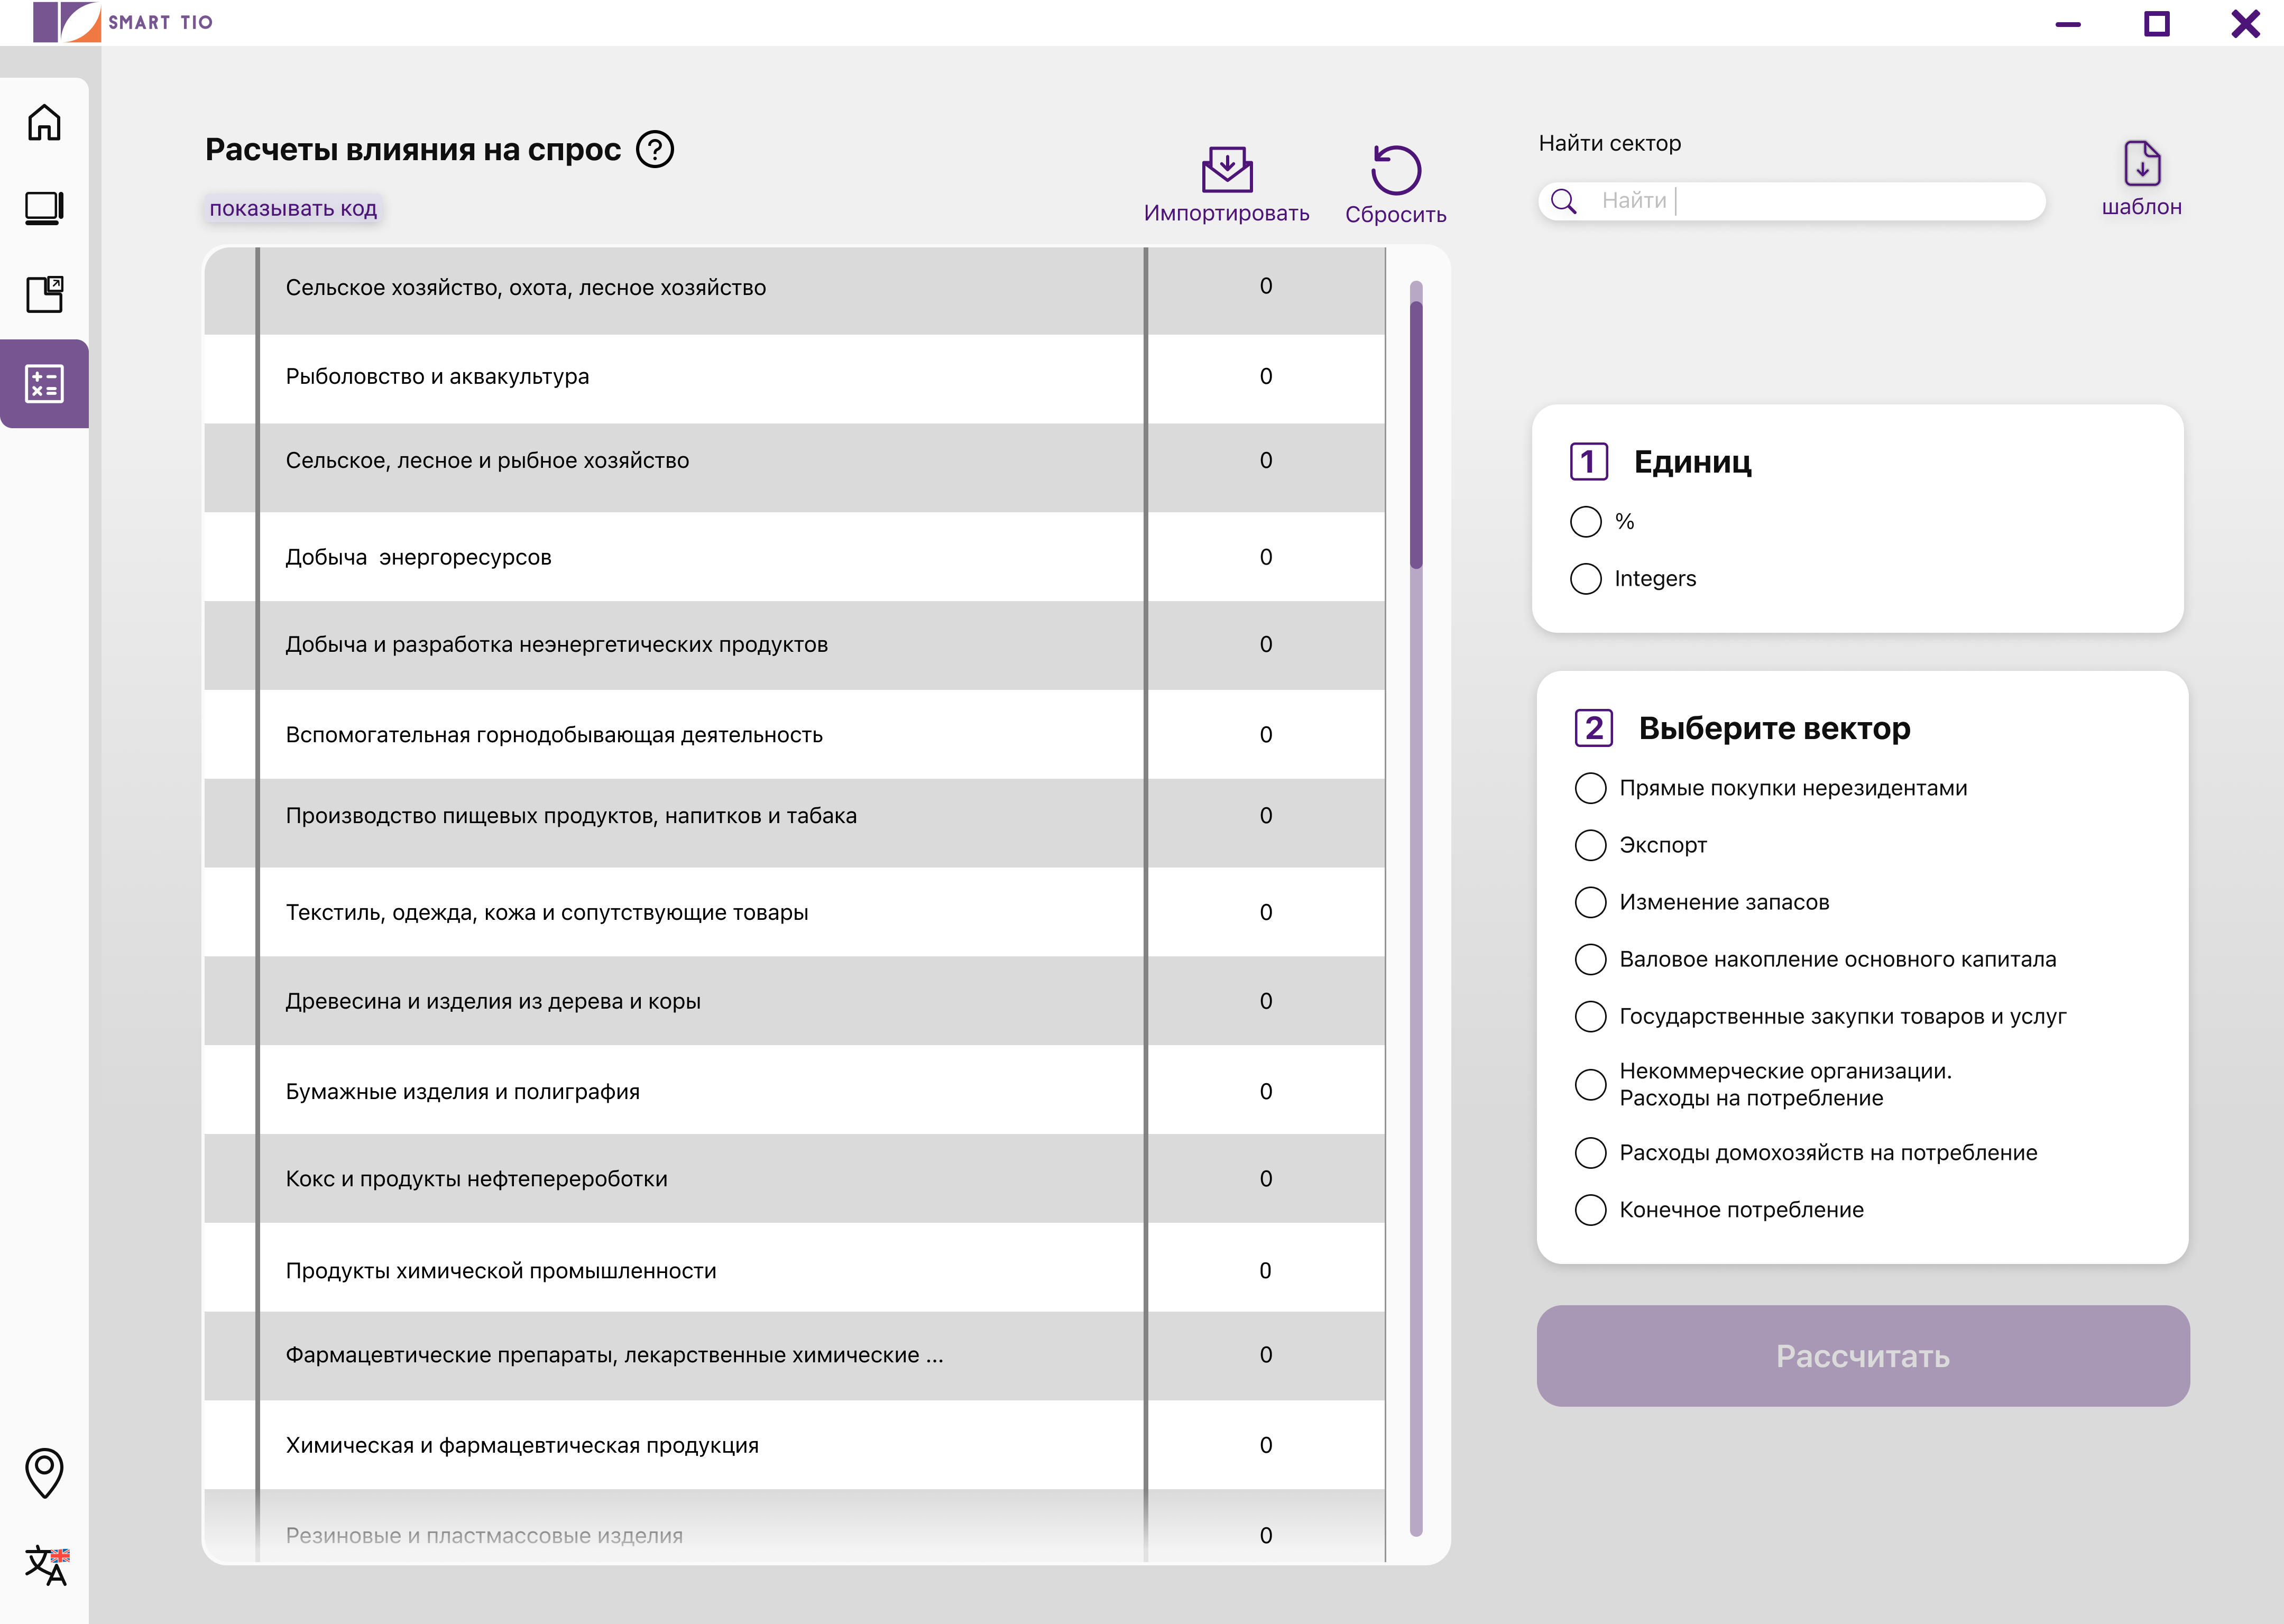 SMART TIO
Расчеты влияния на спрос ?
показывать код
Импортировать
Сбросить
Найти сектор
Найти
шаблон
Сельское хозяйство, охота, лесное хозяйство 0
Рыболовство и аквакультура 0
Сельское, лесное и рыбное хозяйство 0
Добыча энергоресурсов 0
Добыча и разработка неэнергетических продуктов 0
Вспомогательная горнодобывающая деятельность 0
Производство пищевых продуктов, напитков и табака 0
Текстиль, одежда, кожа и сопутствующие товары 0
Древесина и изделия из дерева и коры 0
Бумажные изделия и полиграфия 0
Кокс и продукты нефтеперероботки 0
Продукты химической промышленности 0
Фармацевтические препараты, лекарственные химические ... 0
Химическая и фармацевтическая продукция 0
Резиновые и пластмассовые изделия 0
1 Единиц
%
Integers
2 Выберите вектор
Прямые покупки нерезидентами
Экспорт
Изменение запасов
Валовое накопление основного капитала
Государственные закупки товаров и услуг
Некоммерческие организации.
Расходы на потребление
Расходы домохозяйств на потребление
Конечное потребление
Рассчитать